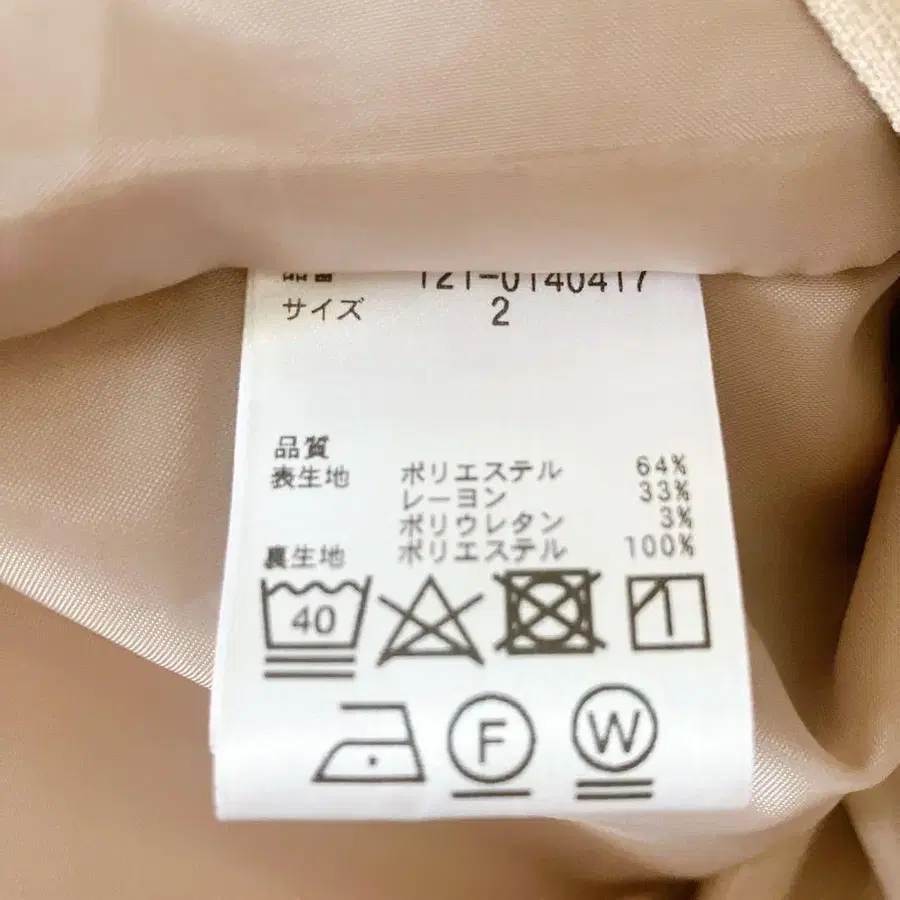 品番 121-0140417
サイズ 2
品質
表生地 ポリエステル 64%
レーヨン 33%
ポリウレタン 3%
裏生地 ポリエステル 100%
40
F
W